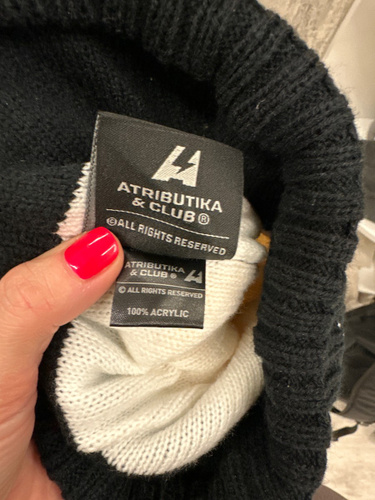 ATRIBUTIKA
& CLUB®
©ALL RIGHTS RESERVED
ATRIBUTIKA
& CLUB®
© ALL RIGHTS RESERVED
100% ACRYLIC